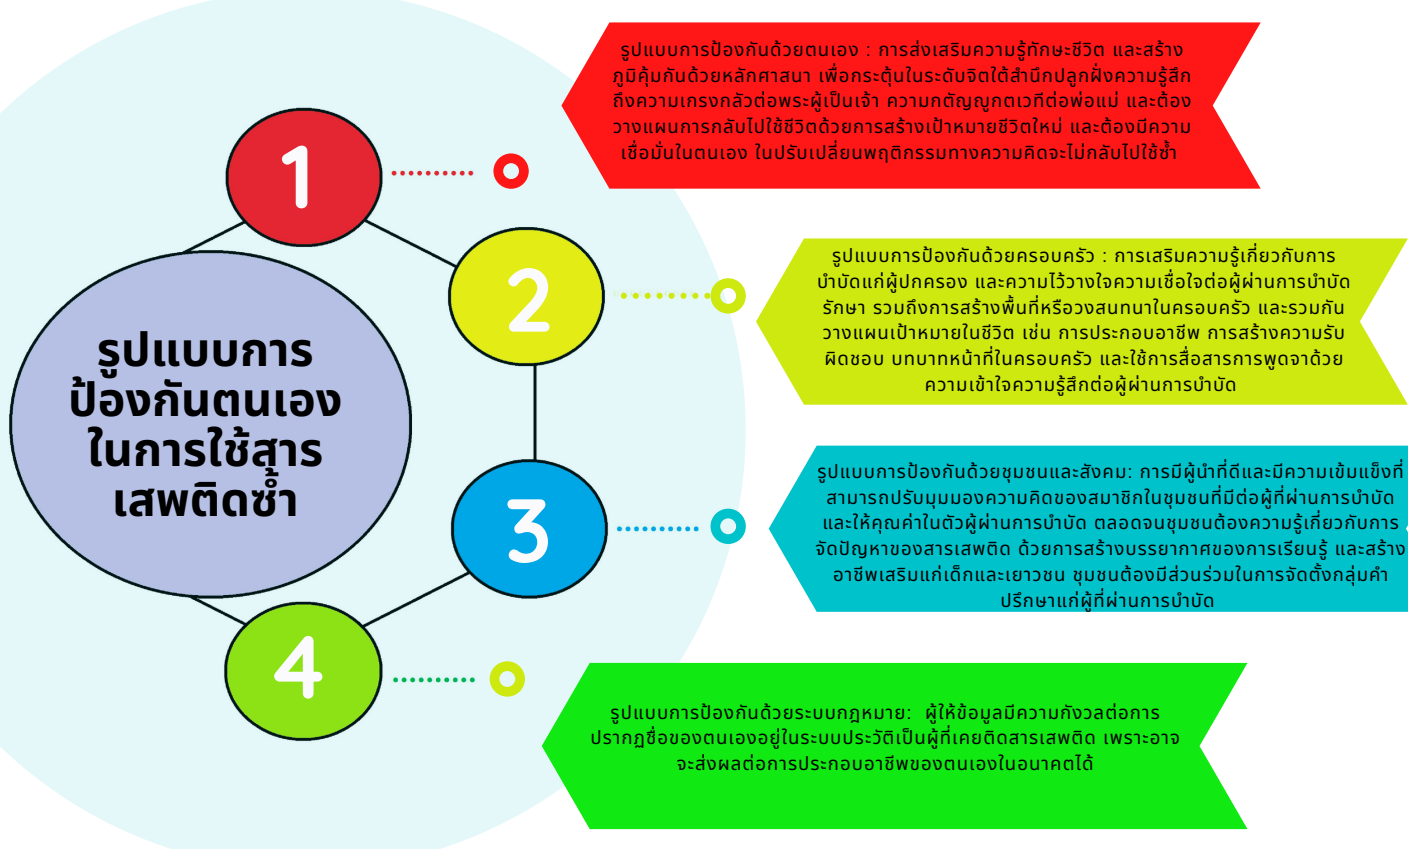 รูปแบบการ
ป้องกันตนเอง
ในการใช้สาร
เสพติดซ้ำ
1
รูปแบบการป้องกันด้วยตนเอง : การส่งเสริมความรู้ทักษะชีวิต และสร้าง
ภูมิคุ้มกันด้วยหลักศาสนา เพื่อกระตุ้นในระดับจิตใต้สำนึกปลูกฝั่งความรู้สึก
ถึงความเกรงกลัวต่อพระผู้เป็นเจ้า ความกตัญญูกตเวทีต่อพ่อแม่ และต้อง
วางแผนการกลับไปใช้ชีวิตด้วยการสร้างเป้าหมายชีวิตใหม่ และต้องมีความ
เชื่อมั่นในตนเอง ในปรับเปลี่ยนพฤติกรรมทางความคิดจะไม่กลับไปใช้ซ้ำ
2
รูปแบบการป้องกันด้วยครอบครัว : การเสริมความรู้เกี่ยวกับการ
บำบัดแก่ผู้ปกครอง และความไว้วางใจความเชื่อใจต่อผู้ผ่านการบำบัด
รักษา รวมถึงการสร้างพื้นที่หรือวงสนทนาในครอบครัว และรวมกัน
วางแผนเป้าหมายในชีวิต เช่น การประกอบอาชีพ การสร้างความรับ
ผิดชอบ บทบาทหน้าที่ในครอบครัว และใช้การสื่อสารการพูดจาด้วย
ความเข้าใจความรู้สึกต่อผู้ผ่านการบำบัด
3
รูปแบบการป้องกันด้วยชุมชนและสังคม: การมีผู้นำที่ดีและมีความเข้มแข็งที่
สามารถปรับมุมมองความคิดของสมาชิกในชุมชนที่มีต่อผู้ที่ผ่านการบำบัด
และให้คุณค่าในตัวผู้ผ่านการบำบัด ตลอดจนชุมชนต้องความรู้เกี่ยวกับการ
จัดปัญหาของสารเสพติด ด้วยการสร้างบรรยากาศของการเรียนรู้ และสร้าง
อาชีพเสริมแก่เด็กและเยาวชน ชุมชนต้องมีส่วนร่วมในการจัดตั้งกลุ่มคำ
ปรึกษาแก่ผู้ที่ผ่านการบำบัด
4
รูปแบบการป้องกันด้วยระบบกฎหมาย: ผู้ให้ข้อมูลมีความกังวลต่อการ
ปรากฏชื่อของตนเองอยู่ในระบบประวัติเป็นผู้ที่เคยติดสารเสพติด เพราะอาจ
จะส่งผลต่อการประกอบอาชีพของตนเองในอนาคตได้